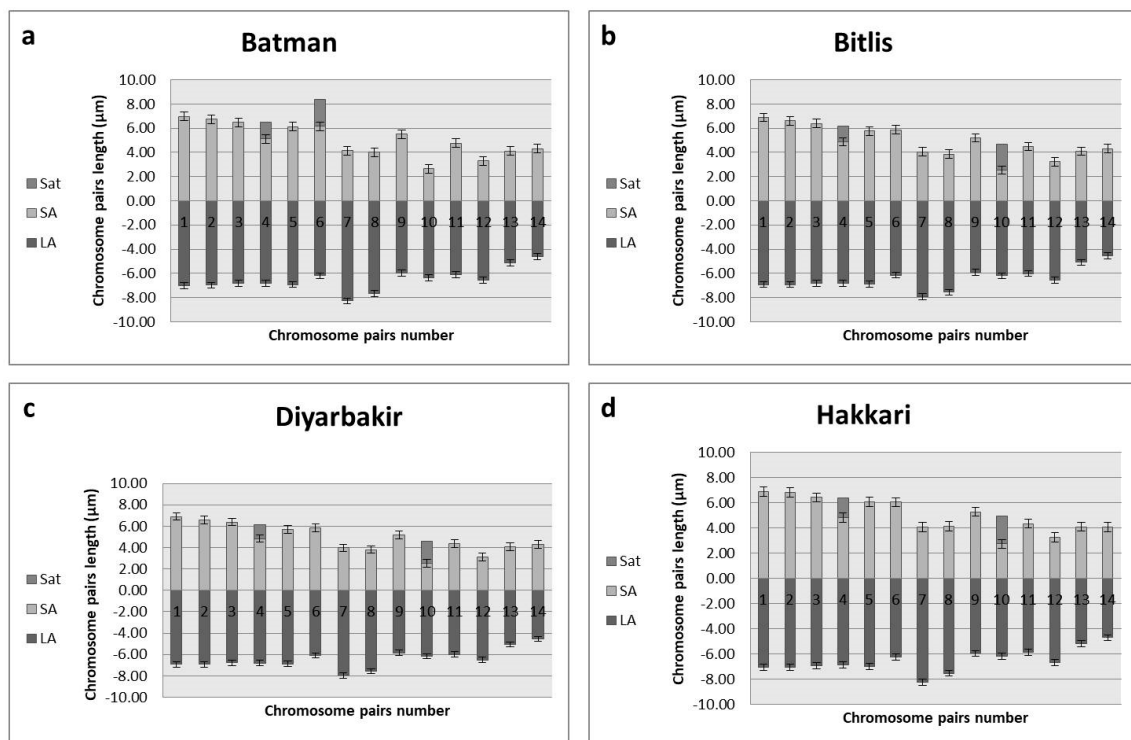 a
Batman
Chromosome pairs length (µm)
10.00
8.00
6.00
4.00
2.00
0.00
-2.00
-4.00
-6.00
-8.00
-10.00
Sat
SA
LA
1 2 3 4 5 6 7 8 9 10 11 12 13 14
Chromosome pairs number
b
Bitlis
Chromosome pairs length (µm)
10.00
8.00
6.00
4.00
2.00
0.00
-2.00
-4.00
-6.00
-8.00
-10.00
Sat
SA
LA
1 2 3 4 5 6 7 8 9 10 11 12 13 14
Chromosome pairs number
c
Diyarbakir
Chromosome pairs length (µm)
10.00
8.00
6.00
4.00
2.00
0.00
-2.00
-4.00
-6.00
-8.00
-10.00
Sat
SA
LA
1 2 3 4 5 6 7 8 9 10 11 12 13 14
Chromosome pairs number
d
Hakkari
Chromosome pairs length (µm)
10.00
8.00
6.00
4.00
2.00
0.00
-2.00
-4.00
-6.00
-8.00
-10.00
Sat
SA
LA
1 2 3 4 5 6 7 8 9 10 11 12 13 14
Chromosome pairs number